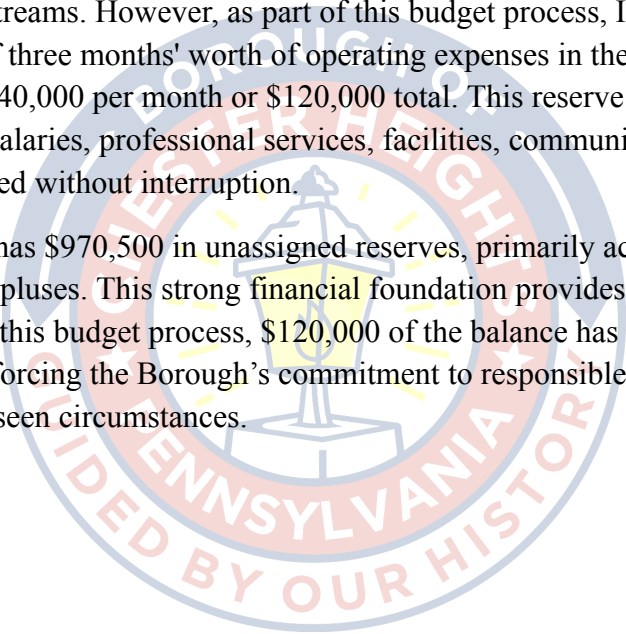 treams. However, as part of this budget process, I
three months' worth of operating expenses in the
40,000 per month or $120,000 total. This reserve
alaries, professional services, facilities, communi
ed without interruption.
has $970,500 in unassigned reserves, primarily ac
pluses. This strong financial foundation provides
this budget process, $120,000 of the balance has
forcing the Borough’s commitment to responsible
seen circumstances.
BOROUGH OF
CHESTER HEIGHTS
PENNSYLVANIA
GUIDED BY OUR HISTORY